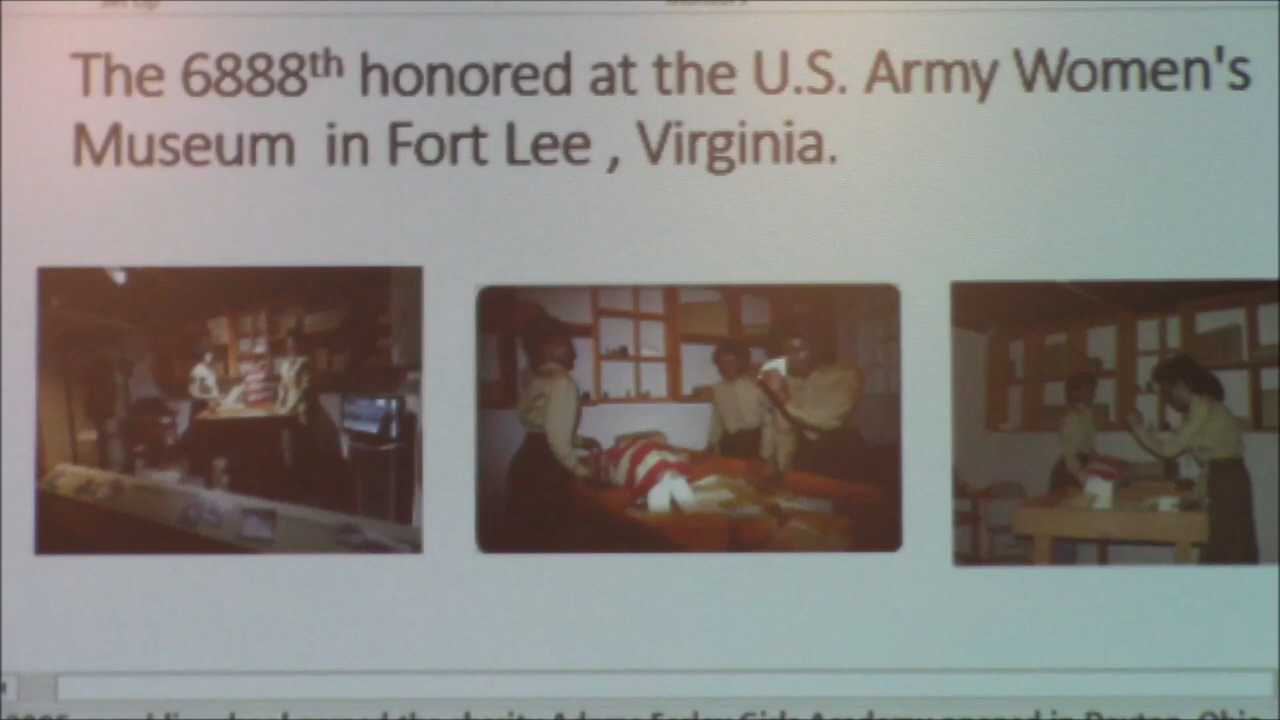 The 6888th honored at the U.S. Army Women's
Museum in Fort Lee , Virginia.